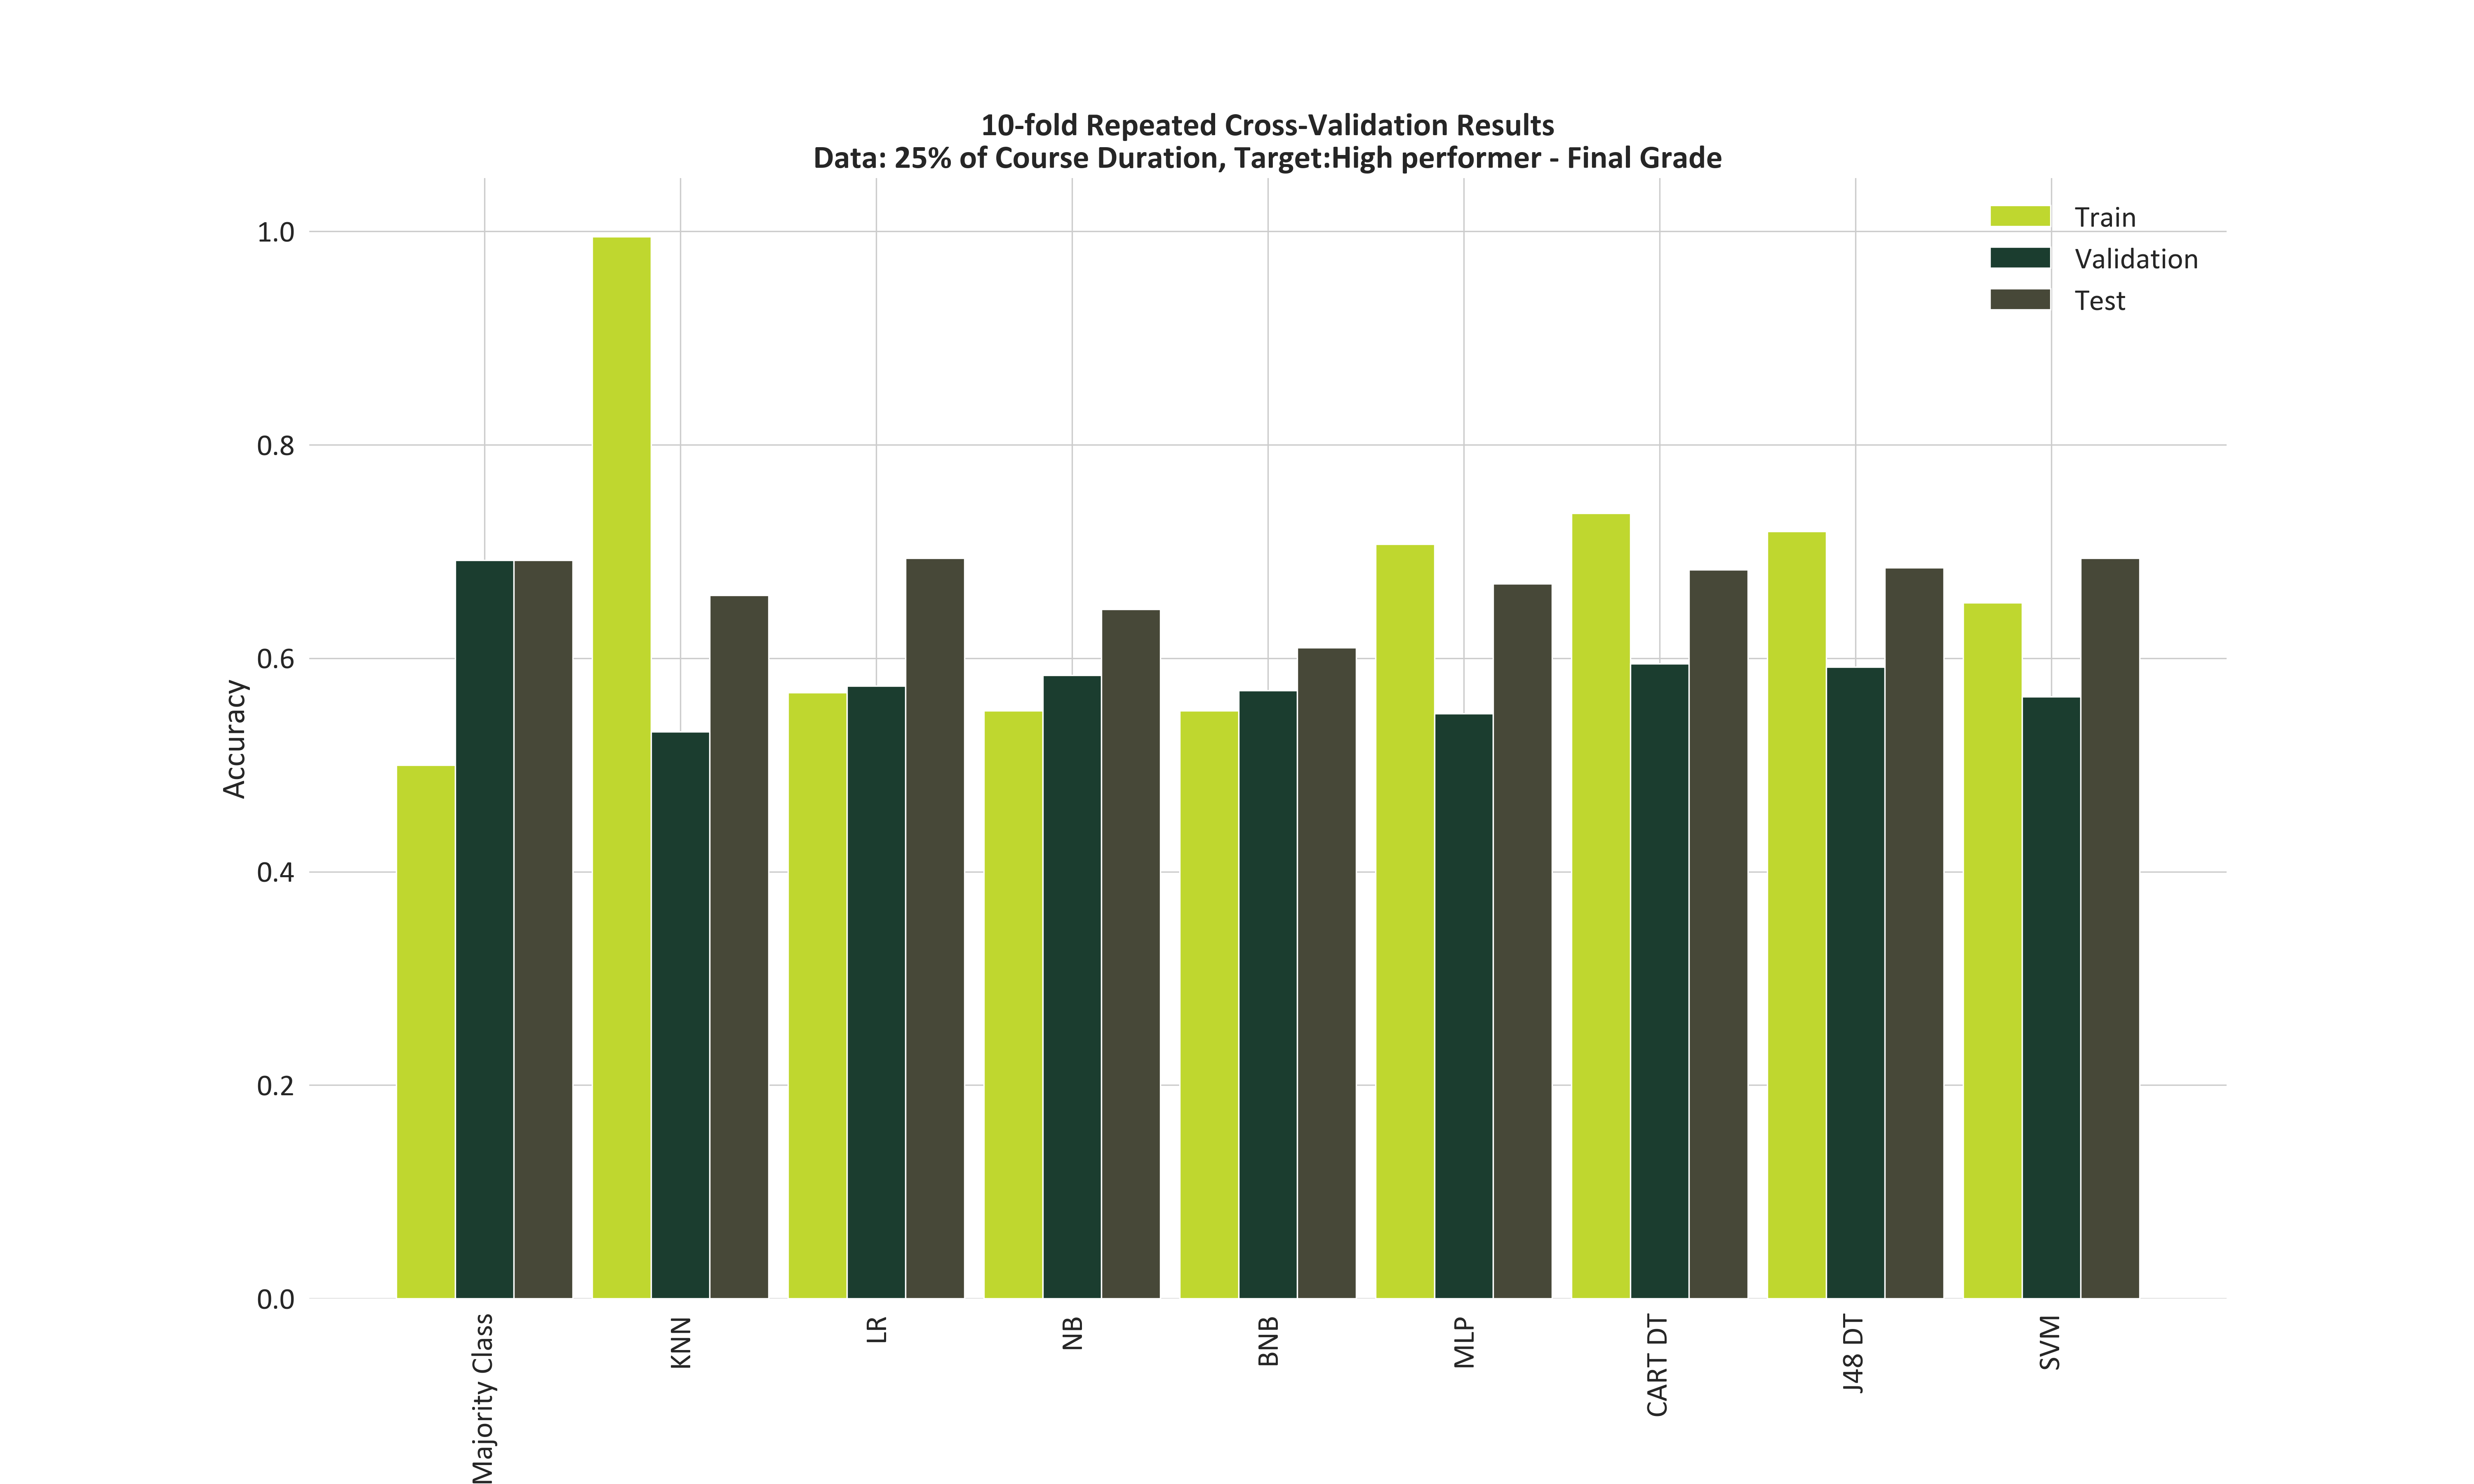 10-fold Repeated Cross-Validation Results
Data: 25% of Course Duration, Target:High performer - Final Grade
Train
Validation
Test
Accuracy
1.0
0.8
0.6
0.4
0.2
0.0
Majority Class
KNN
LR
NB
BNB
MLP
CART DT
J48 DT
SVM